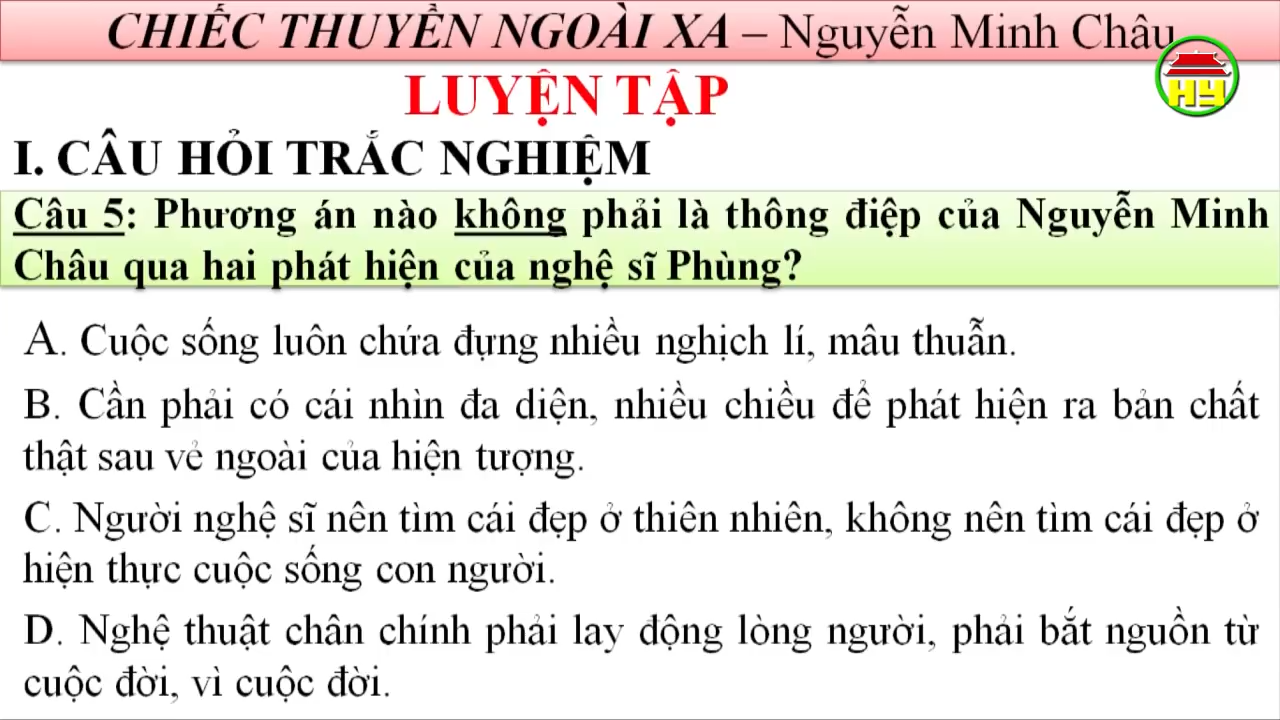 CHIẾC THUYỀN NGOÀI XA – Nguyễn Minh Châu
HY
LUYỆN TẬP
I. CÂU HỎI TRẮC NGHIỆM
Câu 5: Phương án nào không phải là thông điệp của Nguyễn Minh
Châu qua hai phát hiện của nghệ sĩ Phùng?
A. Cuộc sống luôn chứa đựng nhiều nghịch lí, mâu thuẫn.
B. Cần phải có cái nhìn đa diện, nhiều chiều để phát hiện ra bản chất
thật sau vẻ ngoài của hiện tượng.
C. Người nghệ sĩ nên tìm cái đẹp ở thiên nhiên, không nên tìm cái đẹp ở
hiện thực cuộc sống con người.
D. Nghệ thuật chân chính phải lay động lòng người, phải bắt nguồn từ
cuộc đời, vì cuộc đời.